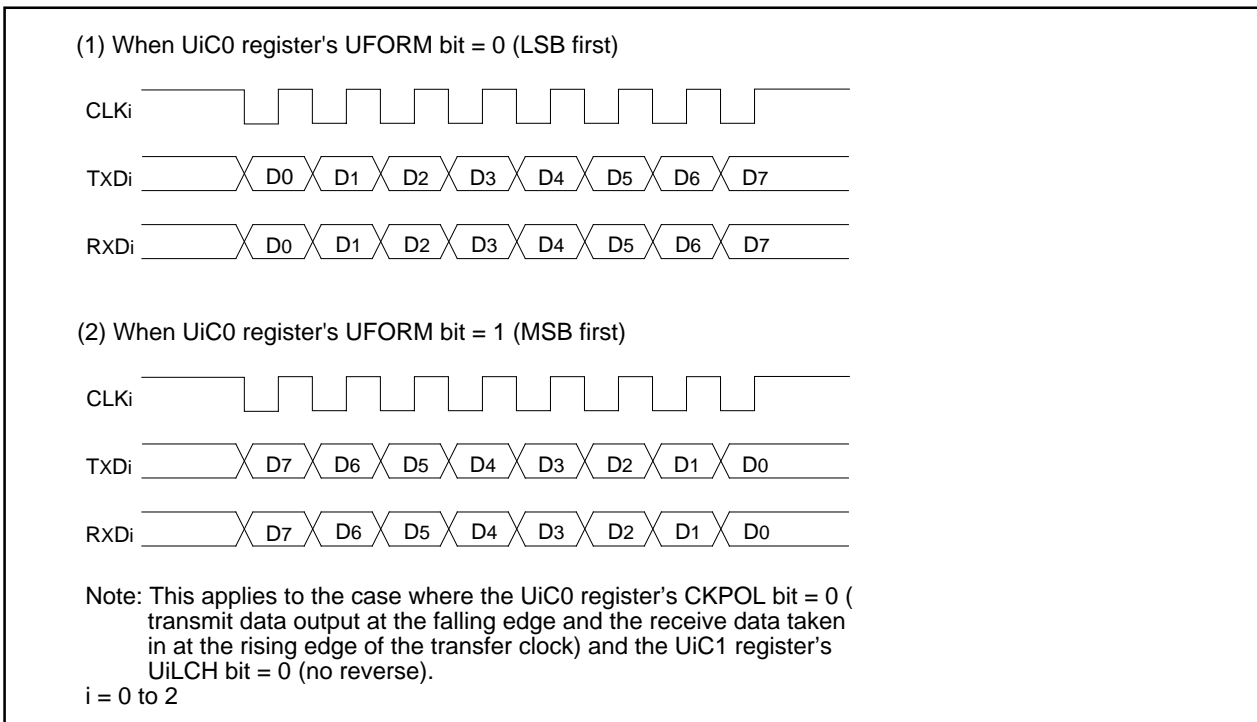 (1) When UiC0 register's UFORM bit = 0 (LSB first)
CLKi
TXDi D0 D1 D2 D3 D4 D5 D6 D7
RXDi D0 D1 D2 D3 D4 D5 D6 D7
(2) When UiC0 register's UFORM bit = 1 (MSB first)
CLKi
TXDi D7 D6 D5 D4 D3 D2 D1 D0
RXDi D7 D6 D5 D4 D3 D2 D1 D0
Note: This applies to the case where the UiC0 register’s CKPOL bit = 0 (
transmit data output at the falling edge and the receive data taken
in at the rising edge of the transfer clock) and the UiC1 register’s
UiLCH bit = 0 (no reverse).
i = 0 to 2